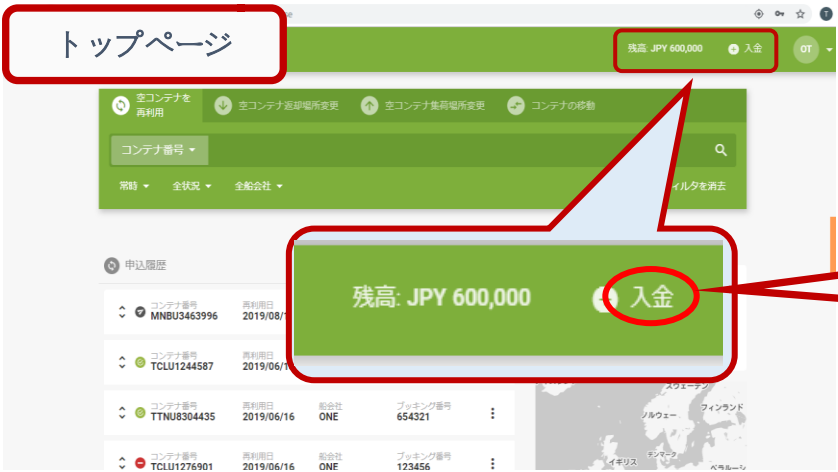 トップページ
残高: JPY 600,000
入金
OT
空コンテナを
再利用
空コンテナ返却場所変更
空コンテナ集荷場所変更
コンテナの移動
コンテナ番号
常時
全状況
全船会社
ィルタを消去
残高: JPY 600,000
入金
申込履歴
コンテナ番号
再利用日
MNBU3463996
2019/08/1
コンテナ番号
再利用日
TCLU1244587
2019/06/1
コンテナ番号
再利用日
船会社
ブッキング番号
TTNU8304435
2019/06/16
ONE
654321
コンテナ番号
再利用日
船会社
ブッキング番号
TCLU1276901
2019/06/16
ONE
123456
スウェーデン
フィンランド
ノルウェー
デンマーク
イギリス
ベラルーシ